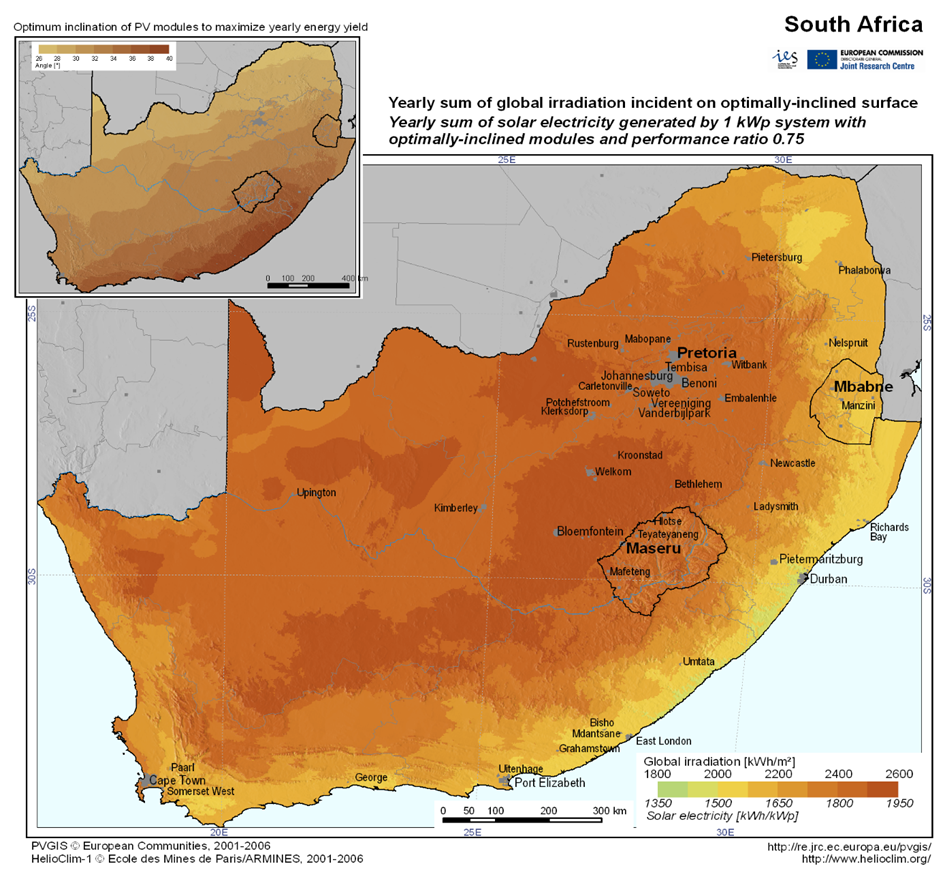 Optimum inclination of PV modules to maximize yearly energy yield
26 28 30 32 34 36 38 40
Angle [°]
0 100 200 400 km
South Africa
ies
EUROPEAN COMMISSION
DIRECTORATE GENERAL
Joint Research Centre
Yearly sum of global irradiation incident on optimally-inclined surface
Yearly sum of solar electricity generated by 1 kWp system with
optimally-inclined modules and performance ratio 0.75
25E 30E
25S 25S
30S 30S
Pietersburg
Phalaborwa
Rustenburg
Mabopane
Nelspruit
Pretoria
Tembisa
Witbank
Johannesburg
Benoni
Carletonville
Soweto
Mbabne
Potchefstroom
Vereeniging
Embalenhle
Manzini
Klerksdorp
Vanderbijlpark
Kroonstad
Newcastle
Welkom
Bethlehem
Upington
Kimberley
Ladysmith
Hlotse
Bloemfontein
Teyateyaneng
Richards
Bay
Maseru
Mafeteng
Pietermaritzburg
Durban
Umtata
Bisho
Mdantsane
East London
Grahamstown
Uitenhage
Port Elizabeth
George
Paarl
Cape Town
Somerset West
Global irradiation [kWh/m²]
1800 2000 2200 2400 2600
1350 1500 1650 1800 1950
Solar electricity [kWh/kWp]
0 50 100 150 200 300 km
20E 25E 30E
PVGIS © European Communities, 2001-2006
HelioClim-1 © Ecole des Mines de Paris/ARMINES, 2001-2006
http://re.jrc.ec.europa.eu/pvgis/
http://www.helioclim.org/